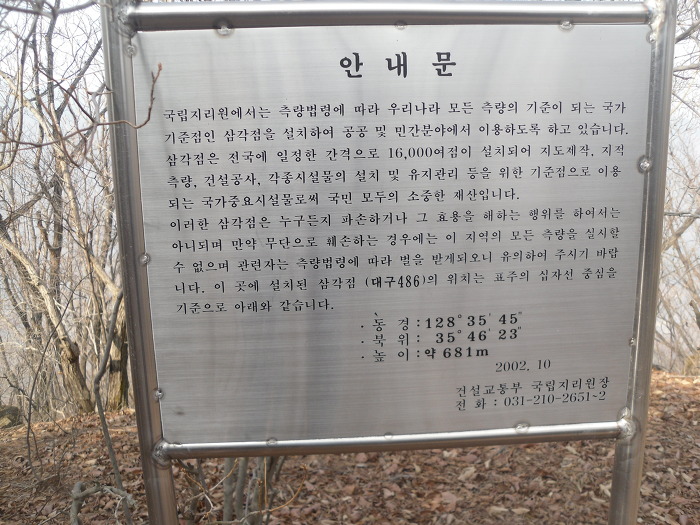 안 내 문
국립지리원에서는 측량법령에 따라 우리나라 모든 측량의 기준이 되는 국가
기준점인 삼각점을 설치하여 공공 및 민간분야에서 이용하도록 하고 있습니다.
삼각점은 전국에 일정한 간격으로 16,000여점이 설치되어 지도제작, 지적
측량, 건설공사, 각종시설물의 설치 및 유지관리 등을 위한 기준점으로 이용
되는 국가중요시설물로써 국민 모두의 소중한 재산입니다.
이러한 삼각점은 누구든지 파손하거나 그 효용을 해하는 행위를 하여서는
아니되며 만약 무단으로 훼손하는 경우에는 이 지역의 모든 측량을 실시할
수 없으며 관련자는 측량법령에 따라 벌을 받게되오니 유의하여 주시기 바랍
니다. 이 곳에 설치된 삼각점 (대구486)의 위치는 표주의 십자선 중심을
기준으로 아래와 같습니다.
· 동 경 : 128° 35′ 45″
· 북 위 : 35° 46′ 23″
· 높 이 : 약 681m
2002. 10
건설교통부 국립지리원장
전 화 : 031-210-2651~2